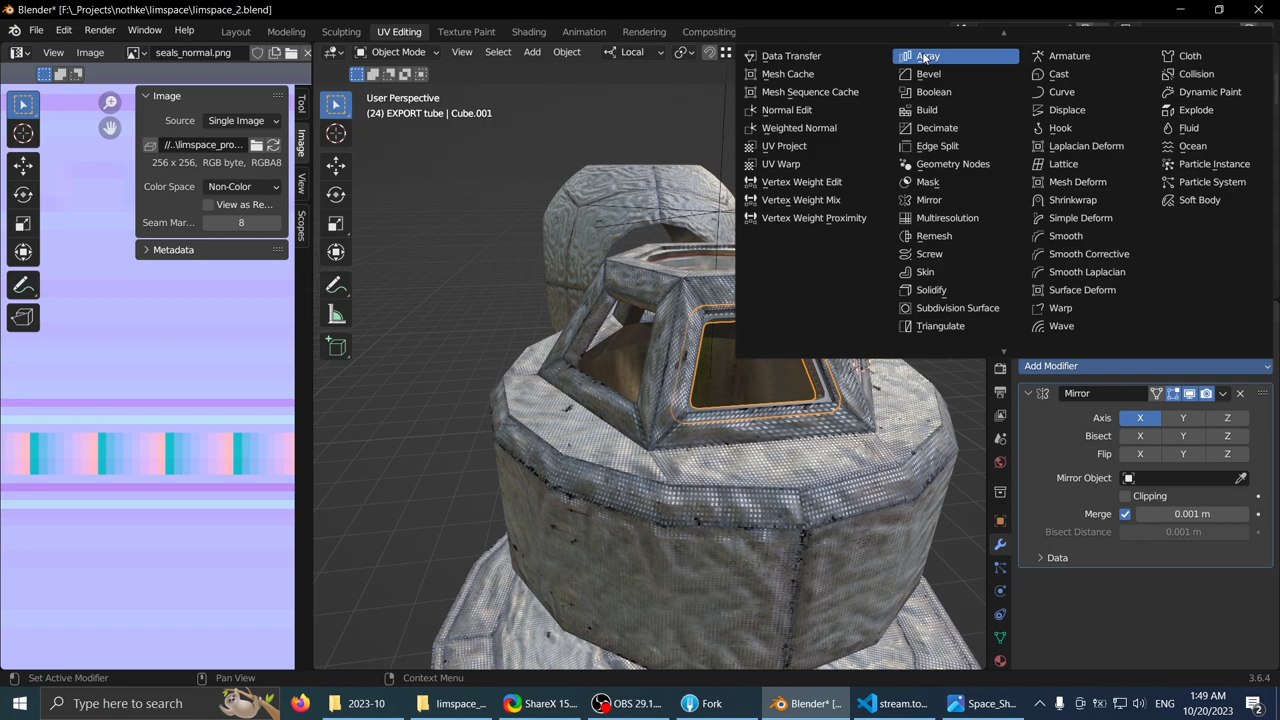 Blender* [F:\_Projects\nothke\limspace\limspace_2.blend]
File Edit Render Window Help
Layout Modeling Sculpting UV Editing Texture Paint Shading Animation Rendering Compositing
View Image seals_normal.png
Object Mode View Select Add Object Local
Image
Source Single Image
//..\limspace_pro...
256 x 256, RGB byte, RGBA8
Color Space Non-Color
View as Re...
Seam Mar... 8
Metadata
Tool
Image
View
Scopes
User Perspective
(24) EXPORT tube | Cube.001
Data Transfer
Mesh Cache
Mesh Sequence Cache
Normal Edit
Weighted Normal
UV Project
UV Warp
Vertex Weight Edit
Vertex Weight Mix
Vertex Weight Proximity
Array
Bevel
Boolean
Build
Decimate
Edge Split
Geometry Nodes
Mask
Mirror
Multiresolution
Remesh
Screw
Skin
Solidify
Subdivision Surface
Triangulate
Armature
Cast
Curve
Displace
Hook
Laplacian Deform
Lattice
Mesh Deform
Shrinkwrap
Simple Deform
Smooth
Smooth Corrective
Smooth Laplacian
Surface Deform
Warp
Wave
Cloth
Collision
Dynamic Paint
Explode
Fluid
Ocean
Particle Instance
Particle System
Soft Body
Add Modifier
Mirror
Axis X Y Z
Bisect X Y Z
Flip X Y Z
Mirror Object
Clipping
Merge 0.001 m
Bisect Distance 0.001 m
Data
Set Active Modifier Pan View Context Menu 3.6.4
Type here to search 2023-10 limspace_... ShareX 15.... OBS 29.1.... Fork Blender* [... stream.to... Space_Sh... ENG 1:49 AM
10/20/2023 2